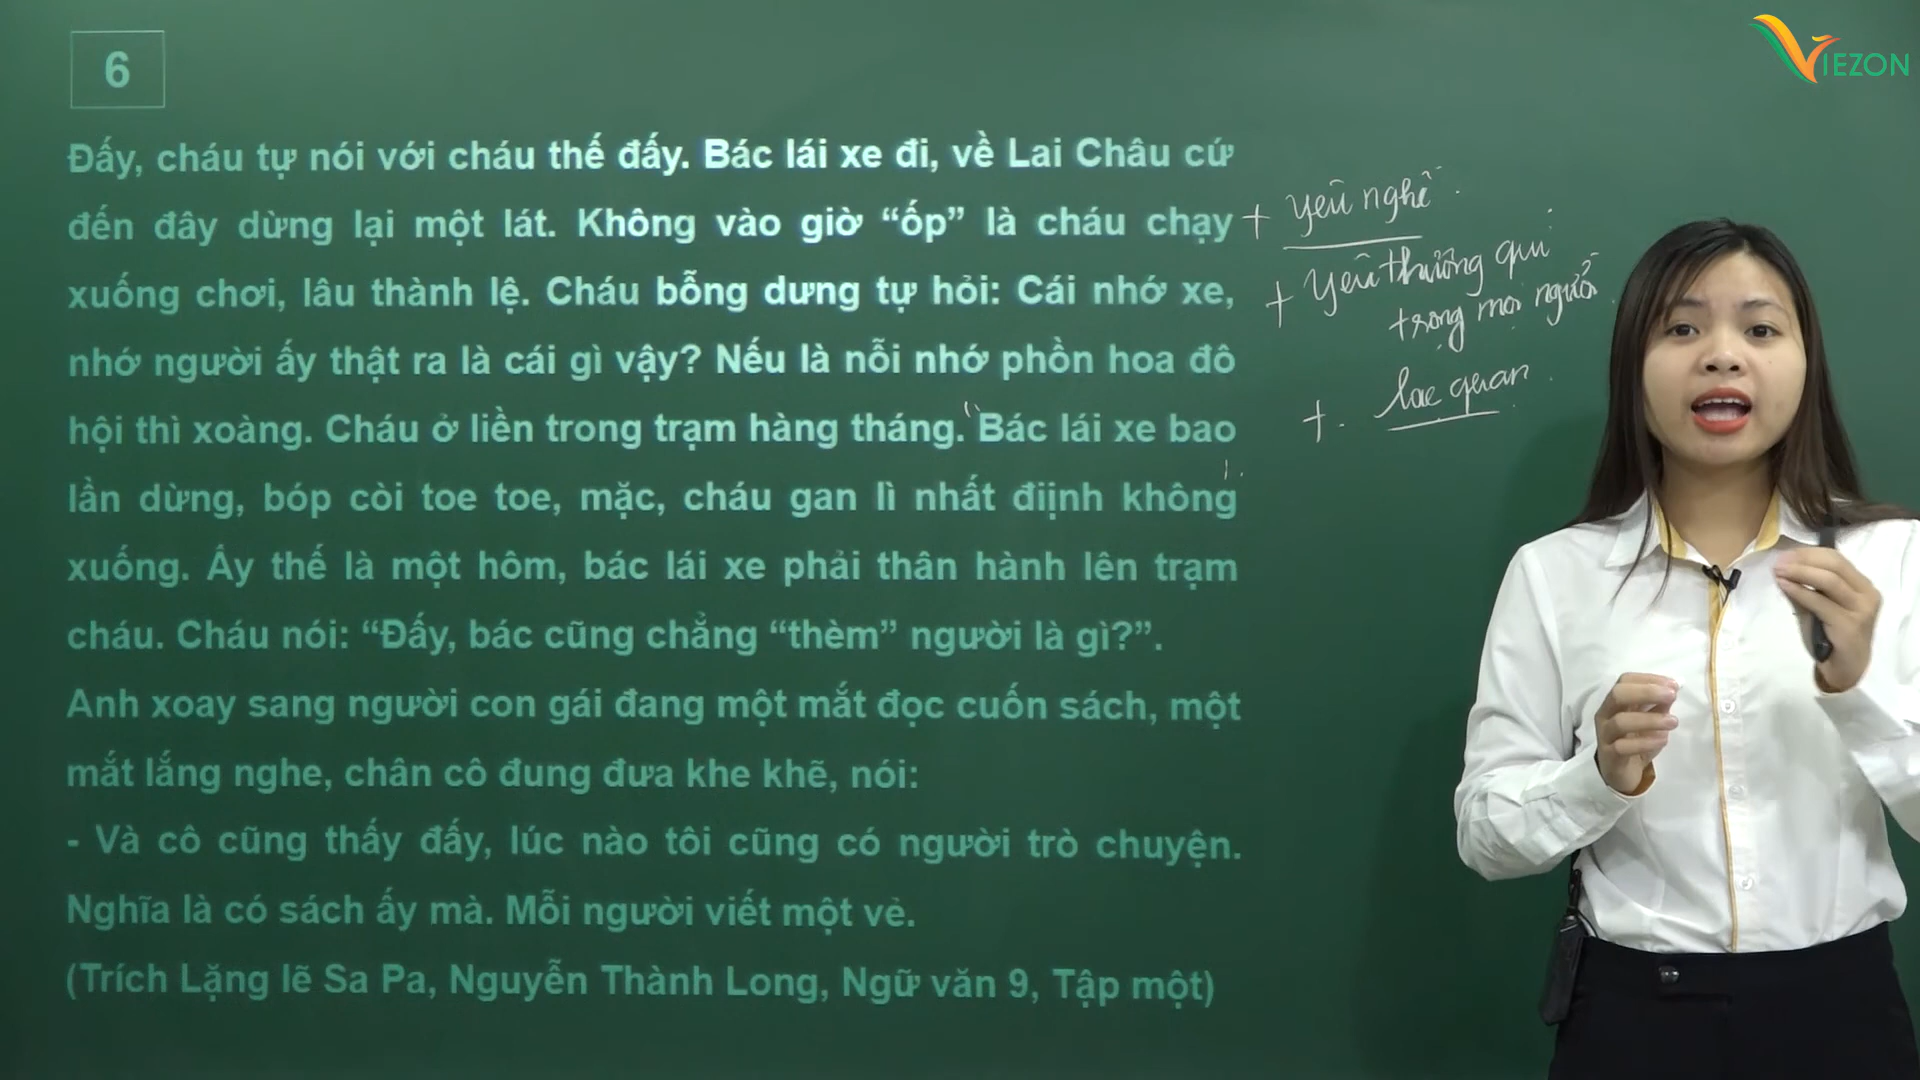 6
VIEZON
Đấy, cháu tự nói với cháu thế đấy. Bác lái xe đi, về Lai Châu cứ
đến đây dừng lại một lát. Không vào giờ “ốp” là cháu chạy
xuống chơi, lâu thành lệ. Cháu bỗng dưng tự hỏi: Cái nhớ xe,
nhớ người ấy thật ra là cái gì vậy? Nếu là nỗi nhớ phồn hoa đô
hội thì xoàng. Cháu ở liền trong trạm hàng tháng. Bác lái xe bao
lần dừng, bóp còi toe toe, mặc, cháu gan lì nhất điịnh không
xuống. Ấy thế là một hôm, bác lái xe phải thân hành lên trạm
cháu. Cháu nói: “Đấy, bác cũng chẳng “thèm” người là gì?”.
Anh xoay sang người con gái đang một mắt đọc cuốn sách, một
mắt lắng nghe, chân cô đung đưa khe khẽ, nói:
- Và cô cũng thấy đấy, lúc nào tôi cũng có người trò chuyện.
Nghĩa là có sách ấy mà. Mỗi người viết một vẻ.
(Trích Lặng lẽ Sa Pa, Nguyễn Thành Long, Ngữ văn 9, Tập một)
+ yêu nghề.
+ yêu thương quí
trọng mọi người.
+. lạc quan.